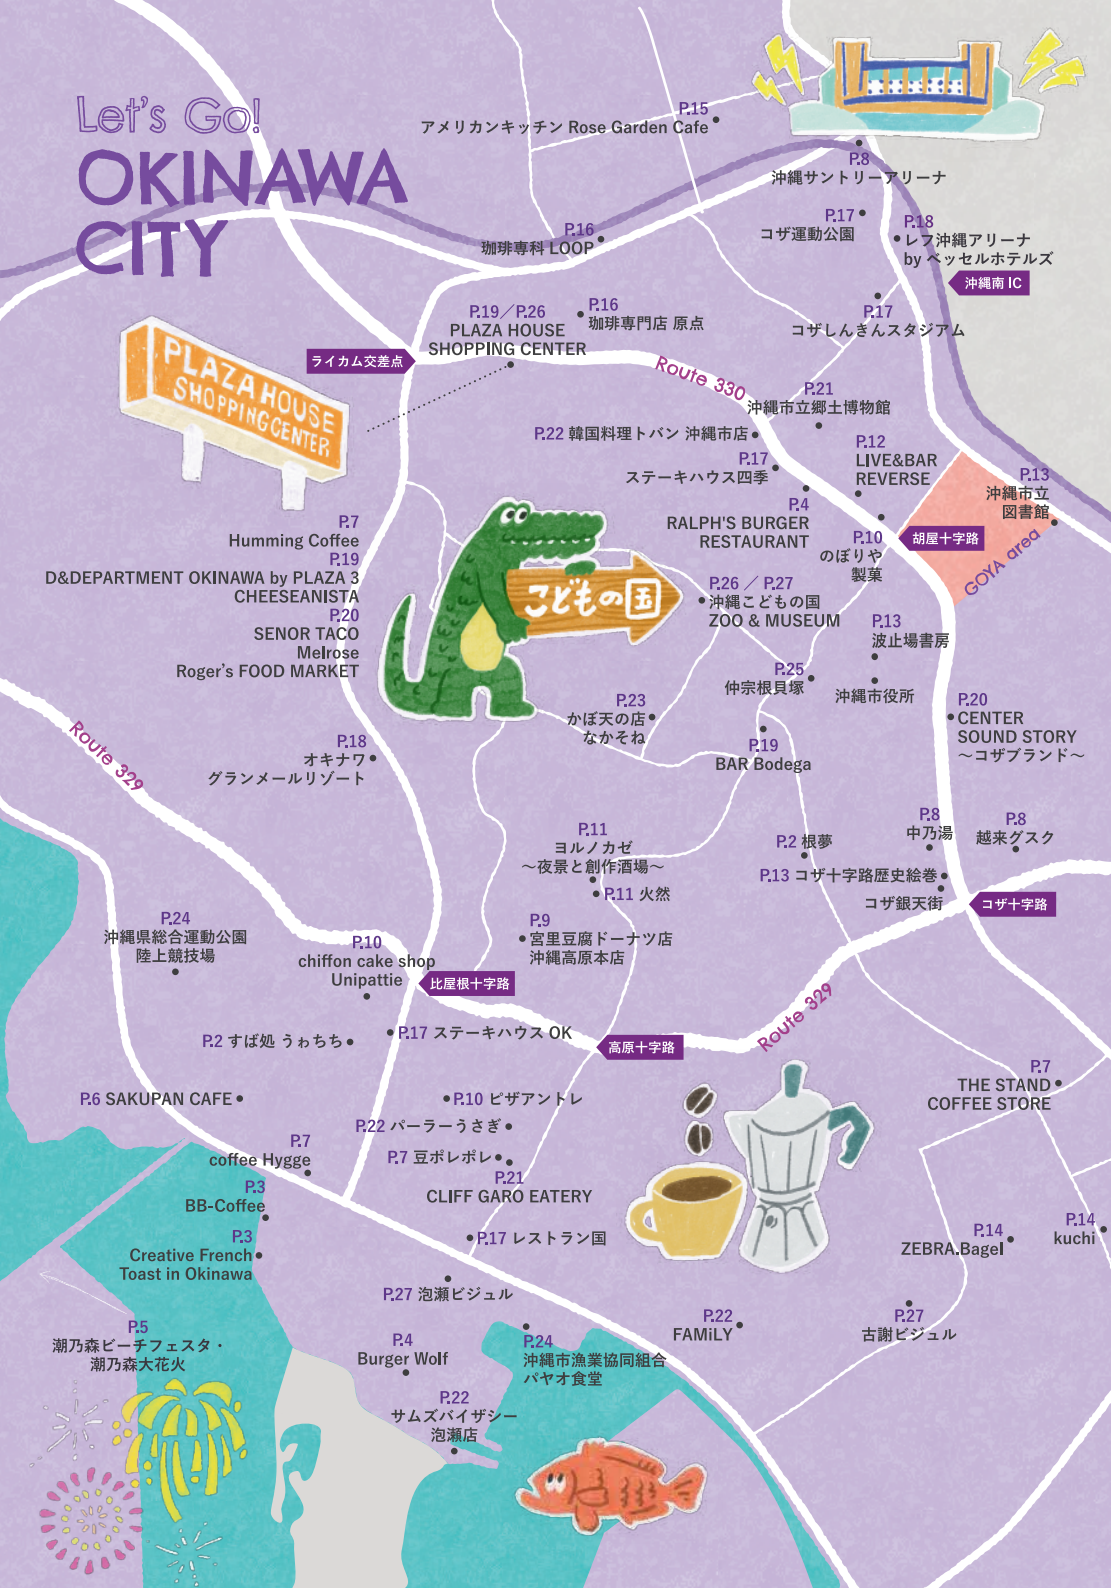 Let's Go!
OKINAWA
CITY
P.15
アメリカンキッチン Rose Garden Cafe
P.8
沖縄サントリーアリーナ
P.17
コザ運動公園
P.18
レフ沖縄アリーナ
by ベッセルホテルズ
沖縄南 IC
P.16
珈琲専科 LOOP
P.17
コザしんきんスタジアム
P.19／P.26
PLAZA HOUSE
SHOPPING CENTER
P.16
珈琲専門店 原点
ライカム交差点
PLAZA HOUSE
SHOPPING CENTER
Route 330
P.21
沖縄市立郷土博物館
P.22 韓国料理トバン 沖縄市店
P.12
LIVE&BAR
REVERSE
P.17
ステーキハウス四季
P.13
沖縄市立
図書館
P.4
RALPH'S BURGER
RESTAURANT
P.10
のぼりや
製菓
胡屋十字路
GOYA area
P.7
Humming Coffee
P.19
D&DEPARTMENT OKINAWA by PLAZA 3
CHEESEANISTA
P.20
SENOR TACO
Melrose
Roger's FOOD MARKET
こどもの国
P.26 ／ P.27
沖縄こどもの国
ZOO & MUSEUM
P.13
波止場書房
P.25
仲宗根貝塚
沖縄市役所
P.23
かぼ天の店
なかそね
P.20
CENTER
SOUND STORY
〜コザブランド〜
P.19
BAR Bodega
Route 329
P.18
オキナワ
グランメールリゾート
P.11
ヨルノカゼ
〜夜景と創作酒場〜
P.11 火然
P.2 根夢
P.8
中乃湯
P.8
越来グスク
P.13 コザ十字路歴史絵巻
コザ銀天街
コザ十字路
P.24
沖縄県総合運動公園
陸上競技場
P.10
chiffon cake shop
Unipattie
P.9
宮里豆腐ドーナツ店
沖縄高原本店
比屋根十字路
Route 329
P.17 ステーキハウス OK
高原十字路
P.2 すば処 うゎちち
P.7
THE STAND
COFFEE STORE
P.6 SAKUPAN CAFE
P.10 ピザアントレ
P.22 パーラーうさぎ
P.7 豆ポレポレ
P.7
coffee Hygge
P.21
CLIFF GARO EATERY
P.3
BB-Coffee
P.3
Creative French
Toast in Okinawa
P.17 レストラン国
P.14
ZEBRA.Bagel
P.14
kuchi
P.27 泡瀬ビジュル
P.22
FAMiLY
P.27
古謝ビジュル
P.5
潮乃森ビーチフェスタ・
潮乃森大花火
P.4
Burger Wolf
P.24
沖縄市漁業協同組合
パヤオ食堂
P.22
サムズバイザシー
泡瀬店